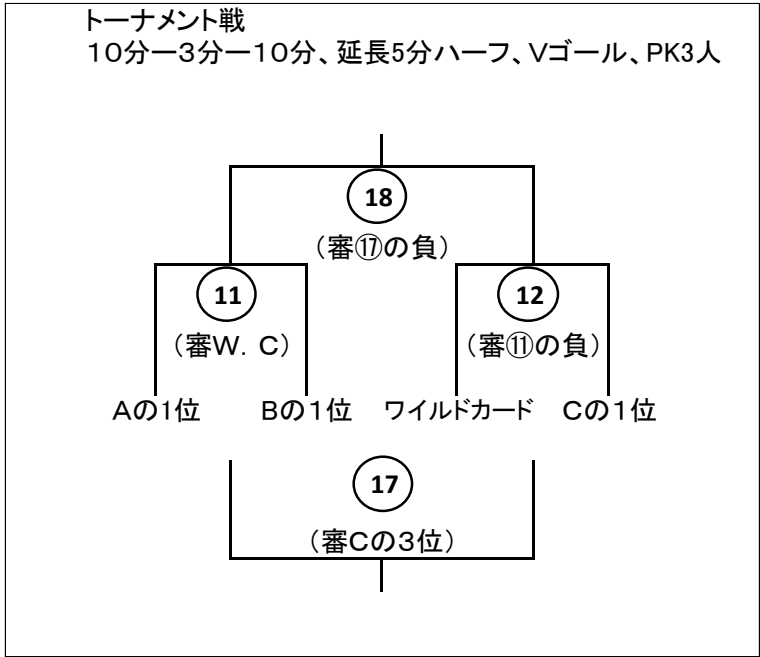 トーナメント戦
10分ー3分ー10分、延長5分ハーフ、Vゴール、PK3人
18
（審⑰の負）
11 12
（審W．C） （審⑪の負）
Aの1位 Bの1位 ワイルドカード Cの1位
17
（審Cの3位）